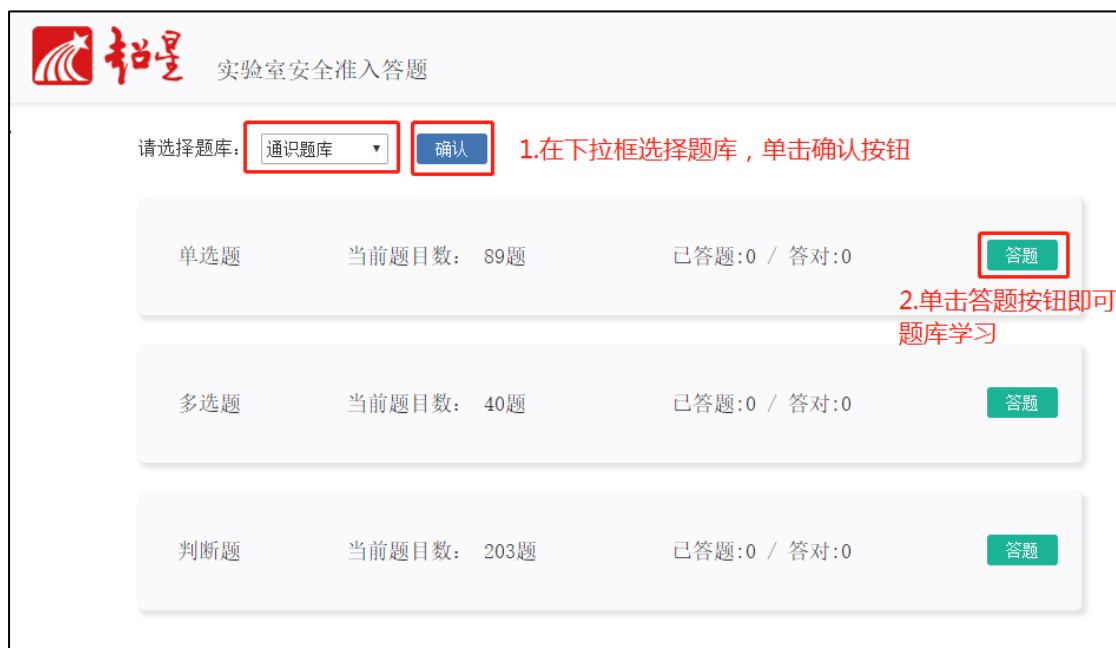 超星 实验室安全准入答题
请选择题库: 通识题库 确认 1.在下拉框选择题库，单击确认按钮
单选题 当前题目数: 89题 已答题:0 / 答对:0 答题
2.单击答题按钮即可
题库学习
多选题 当前题目数: 40题 已答题:0 / 答对:0 答题
判断题 当前题目数: 203题 已答题:0 / 答对:0 答题